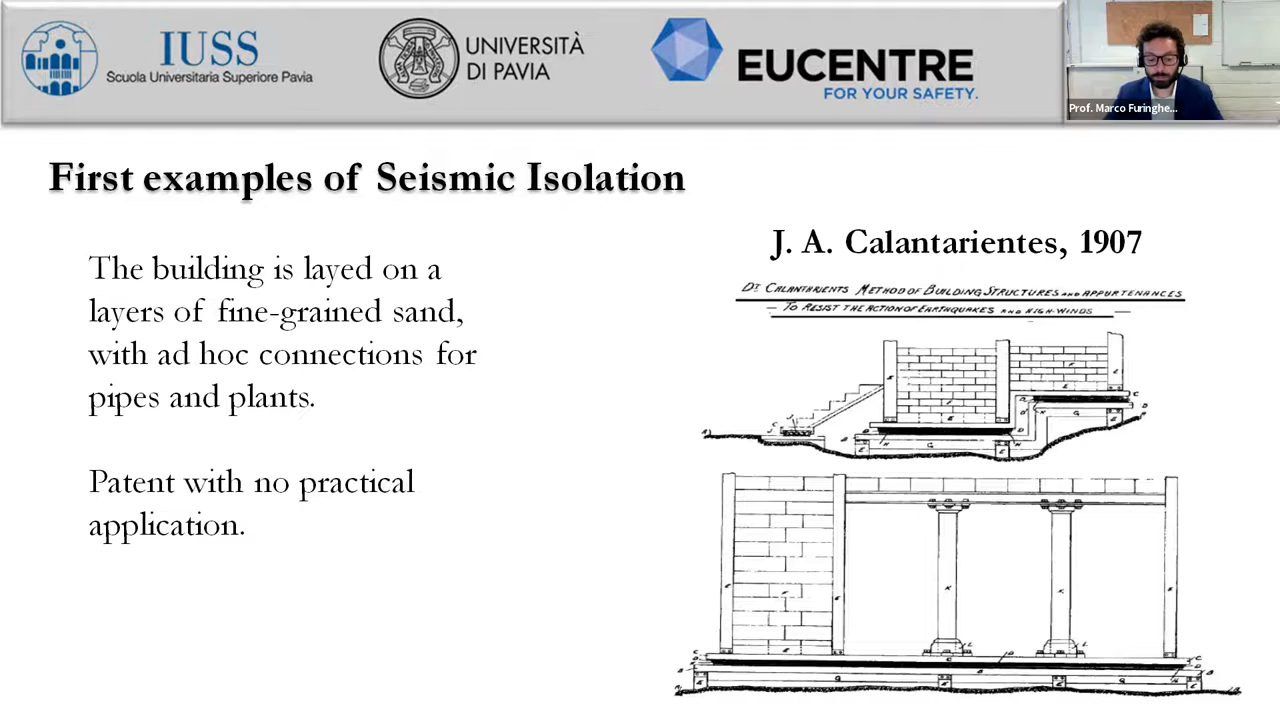 IUSS
Scuola Universitaria Superiore Pavia
UNIVERSITÀ
DI PAVIA
EUCENTRE
FOR YOUR SAFETY.
Prof. Marco Furinghe...
First examples of Seismic Isolation
The building is layed on a
layers of fine-grained sand,
with ad hoc connections for
pipes and plants.
Patent with no practical
application.
J. A. Calantarientes, 1907
DR CALANTARIENTS METHOD OF BUILDING STRUCTURES AND APPURTENANCES
TO RESIST THE ACTION OF EARTHQUAKES AND HIGH-WINDS